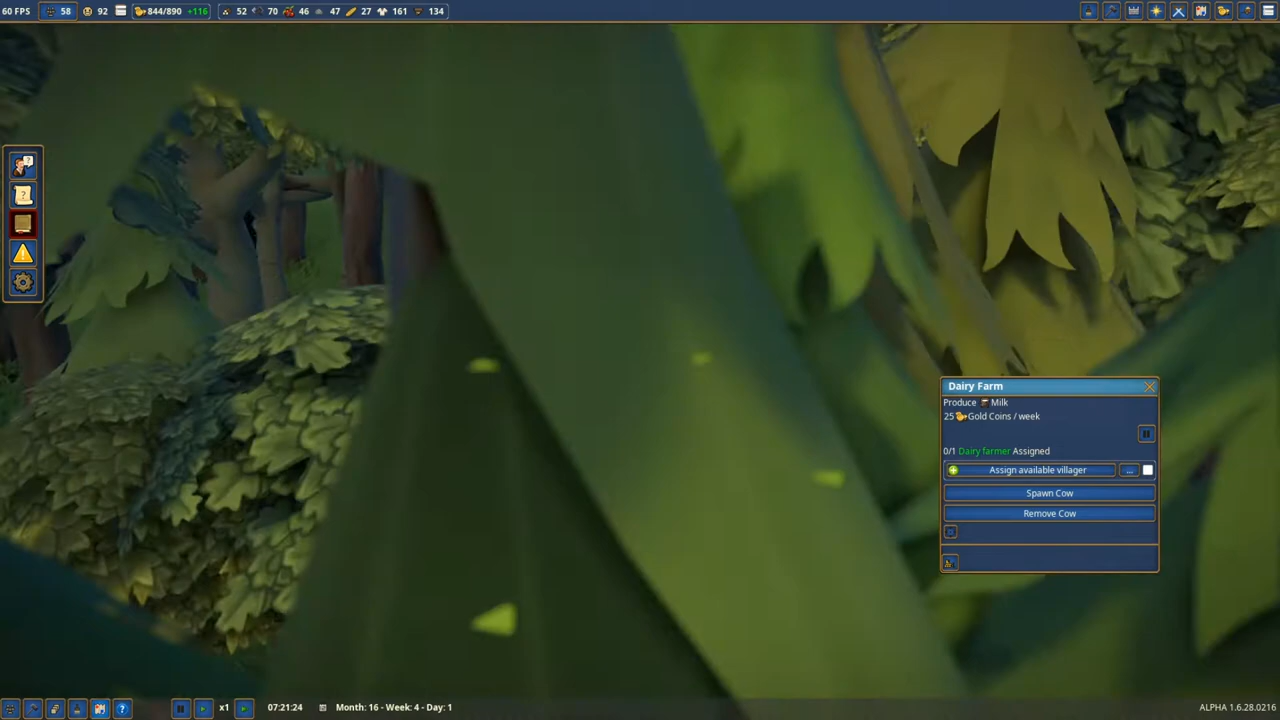 60 FPS 58 92 844/890 +116 52 70 46 47 27 161 134
Dairy Farm
Produce Milk
25 Gold Coins / week
0/1 Dairy farmer Assigned
Assign available villager ...
Spawn Cow
Remove Cow
x1 07:21:24 Month: 16 - Week: 4 - Day: 1 ALPHA 1.6.28.0216